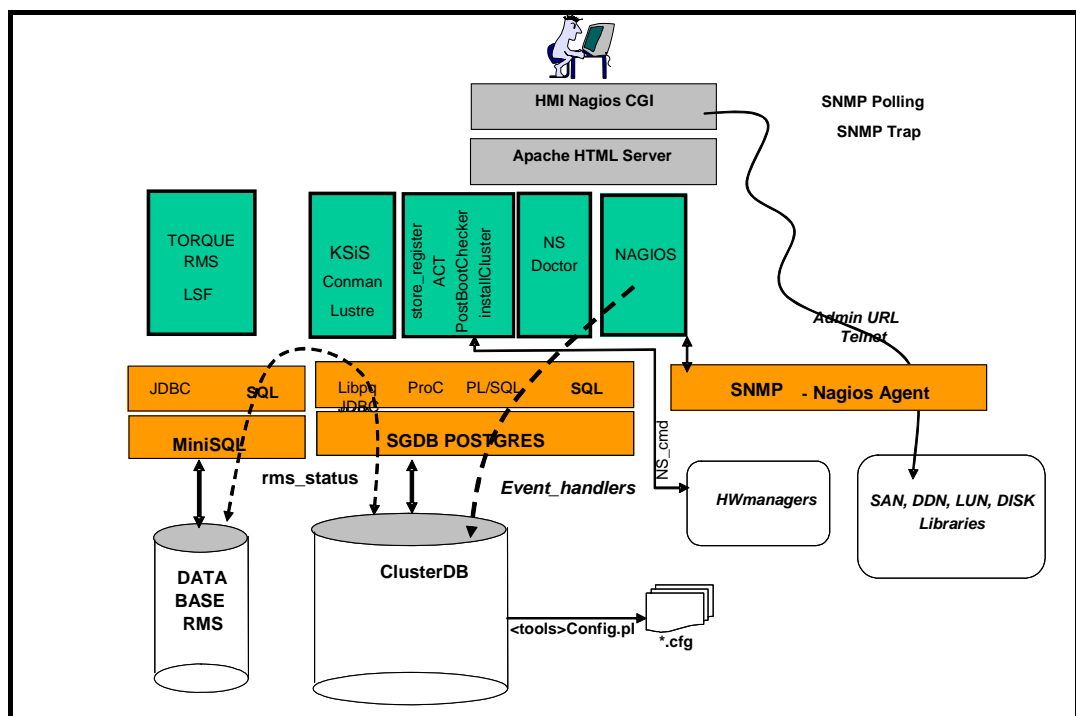 HMI Nagios CGI
SNMP Polling
SNMP Trap
Apache HTML Server
TORQUE
RMS
LSF
KSiS
Conman
Lustre
store_register
ACT
PostBootChecker
installCluster
NS
Doctor
NAGIOS
Admin URL
Telnet
JDBC
SQL
Libpq
JDBC
ProC
PL/SQL
SQL
SNMP - Nagios Agent
MiniSQL
SGDB POSTGRES
rms_status
Event_handlers
NS_cmd
HWmanagers
SAN, DDN, LUN, DISK
Libraries
DATA
BASE
RMS
ClusterDB
<tools>Config.pl
*.cfg